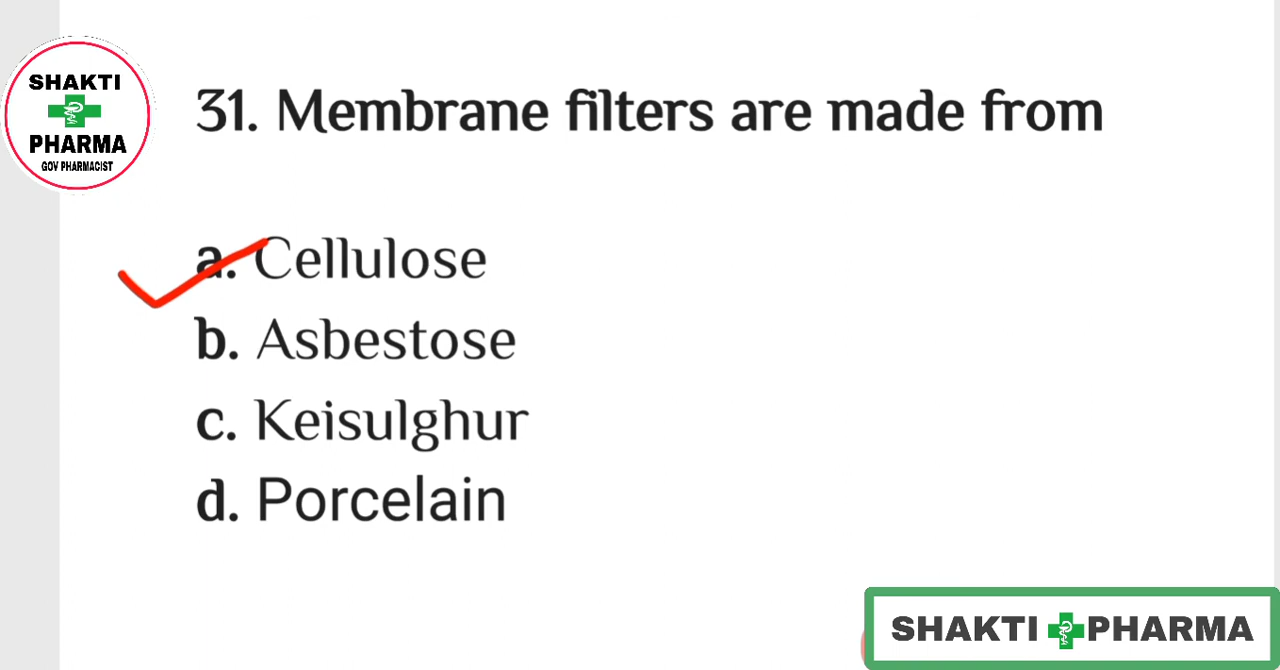 SHAKTI
PHARMA
GOV PHARMACIST
31. Membrane filters are made from
a. Cellulose
b. Asbestose
c. Keisulghur
d. Porcelain
SHAKTI PHARMA